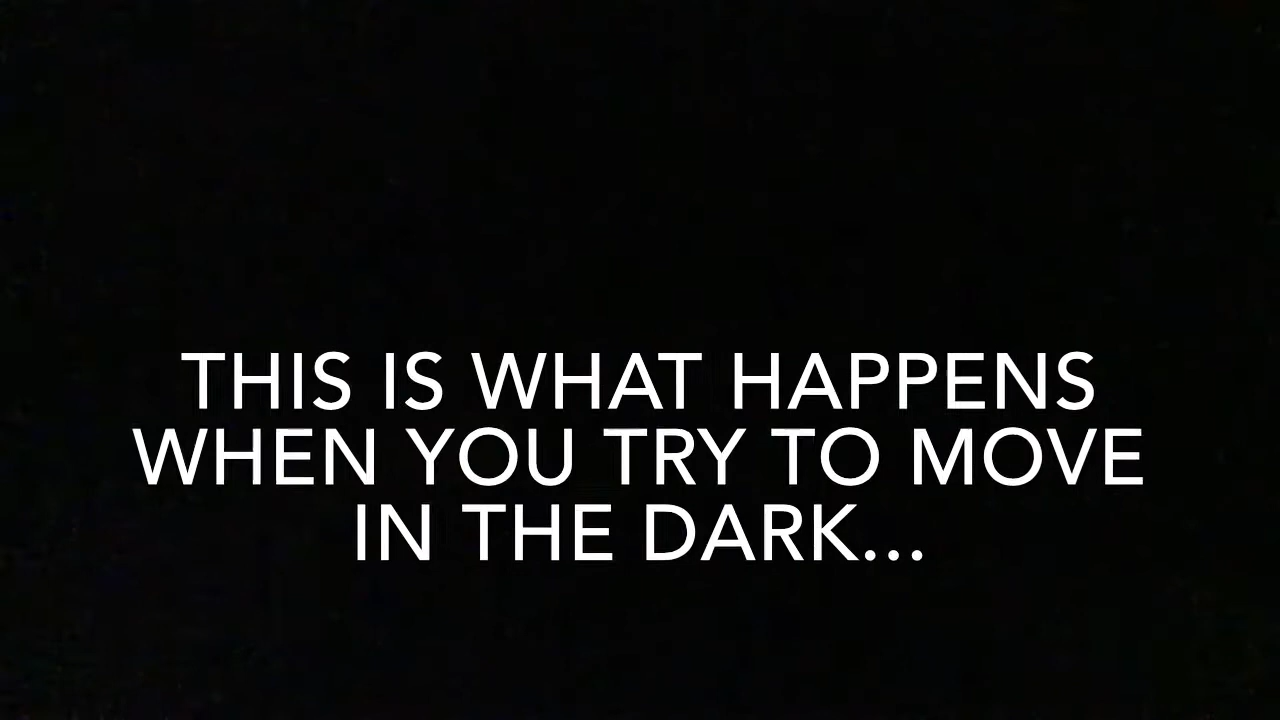 THIS IS WHAT HAPPENS
WHEN YOU TRY TO MOVE
IN THE DARK...